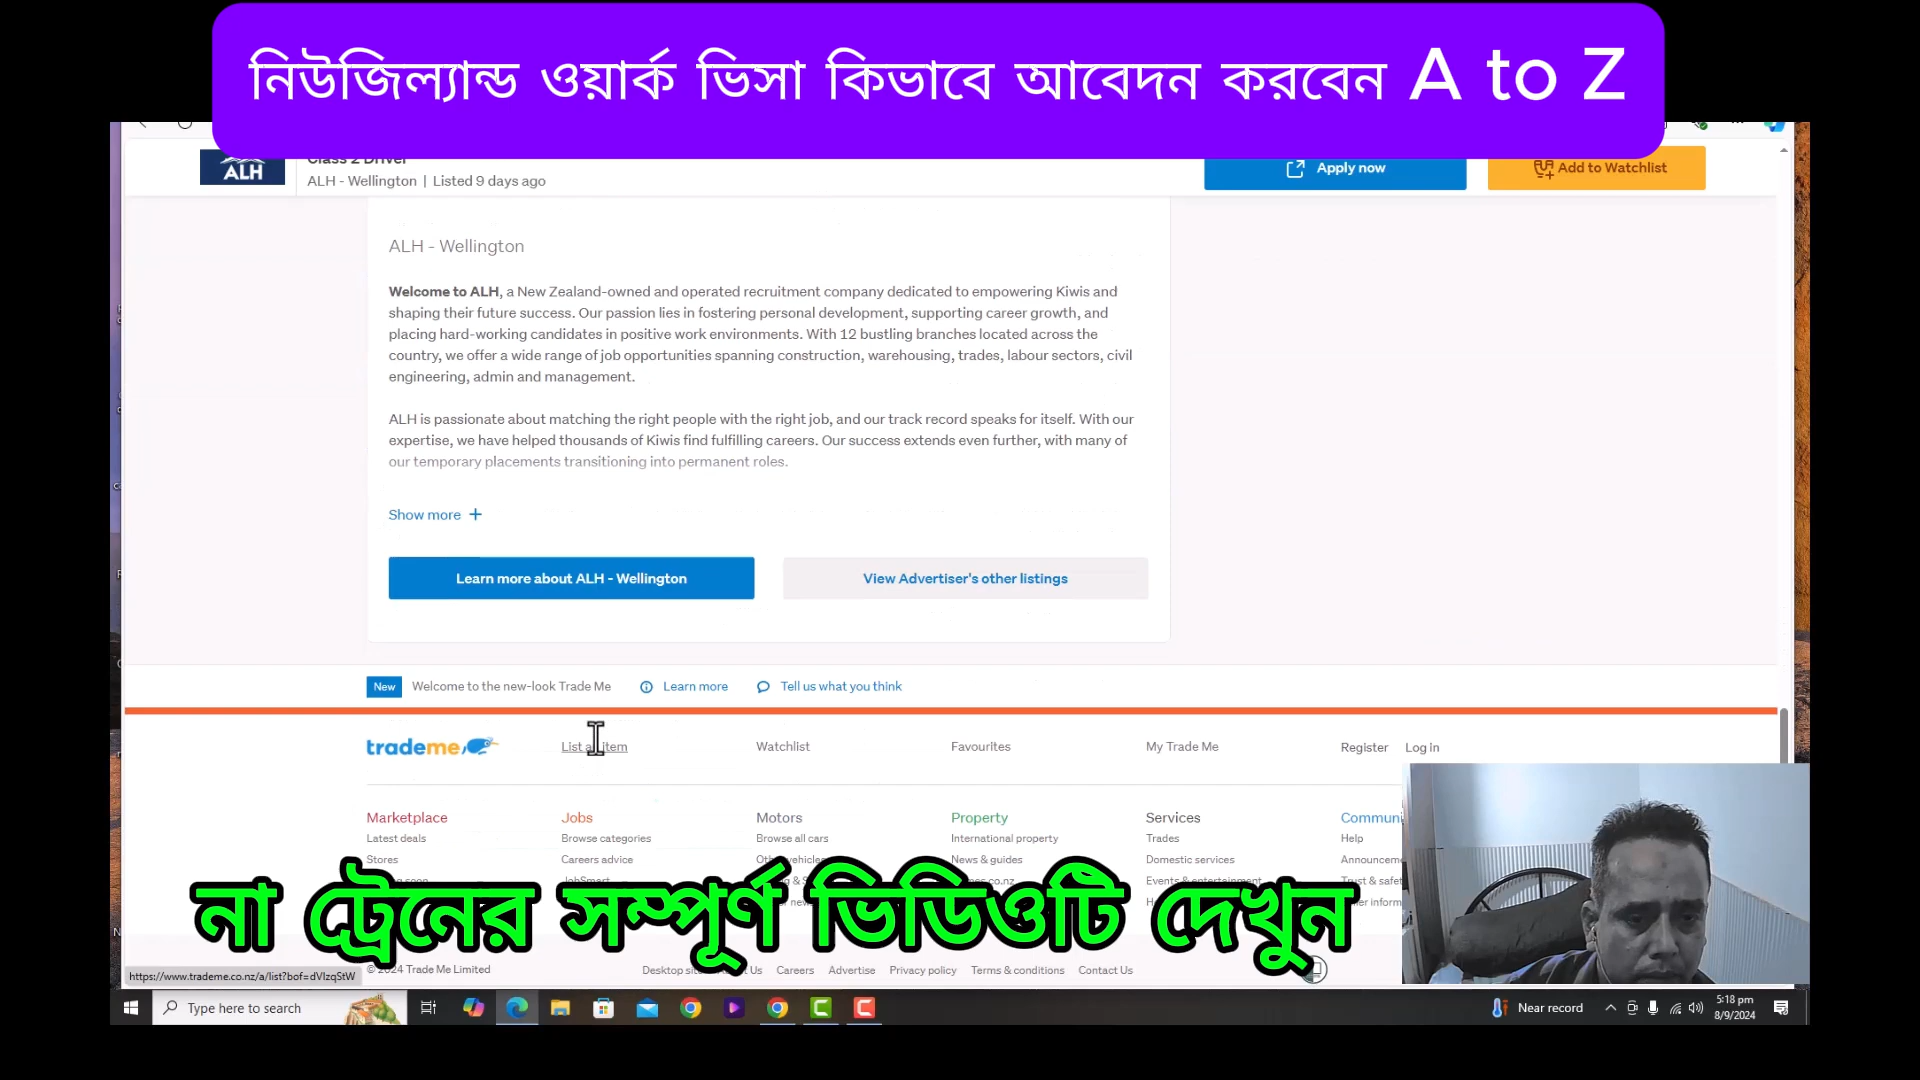 নিউজিল্যান্ড ওয়ার্ক ভিসা কিভাবে আবেদন করবেন A to Z
ALH
Class 2 Driver
ALH - Wellington | Listed 9 days ago
Apply now
Add to Watchlist
ALH - Wellington
Welcome to ALH, a New Zealand-owned and operated recruitment company dedicated to empowering Kiwis and
shaping their future success. Our passion lies in fostering personal development, supporting career growth, and
placing hard-working candidates in positive work environments. With 12 bustling branches located across the
country, we offer a wide range of job opportunities spanning construction, warehousing, trades, labour sectors, civil
engineering, admin and management.
ALH is passionate about matching the right people with the right job, and our track record speaks for itself. With our
expertise, we have helped thousands of Kiwis find fulfilling careers. Our success extends even further, with many of
our temporary placements transitioning into permanent roles.
Show more +
Learn more about ALH - Wellington
View Advertiser's other listings
New Welcome to the new-look Trade Me Learn more Tell us what you think
trademe List an item Watchlist Favourites My Trade Me Register Log in
Marketplace Jobs Motors Property Services
Latest deals Browse categories Browse all cars International property Trades Help
Stores Careers advice News & guides Domestic services
না ট্রেনের সম্পূর্ণ ভিডিওটি দেখুন
https://www.trademe.co.nz/a/list?bof=dVIzqStW
© 2024 Trade Me Limited
Careers Advertise Privacy policy Terms & conditions Contact Us
Type here to search
Near record
5:18 pm
8/9/2024